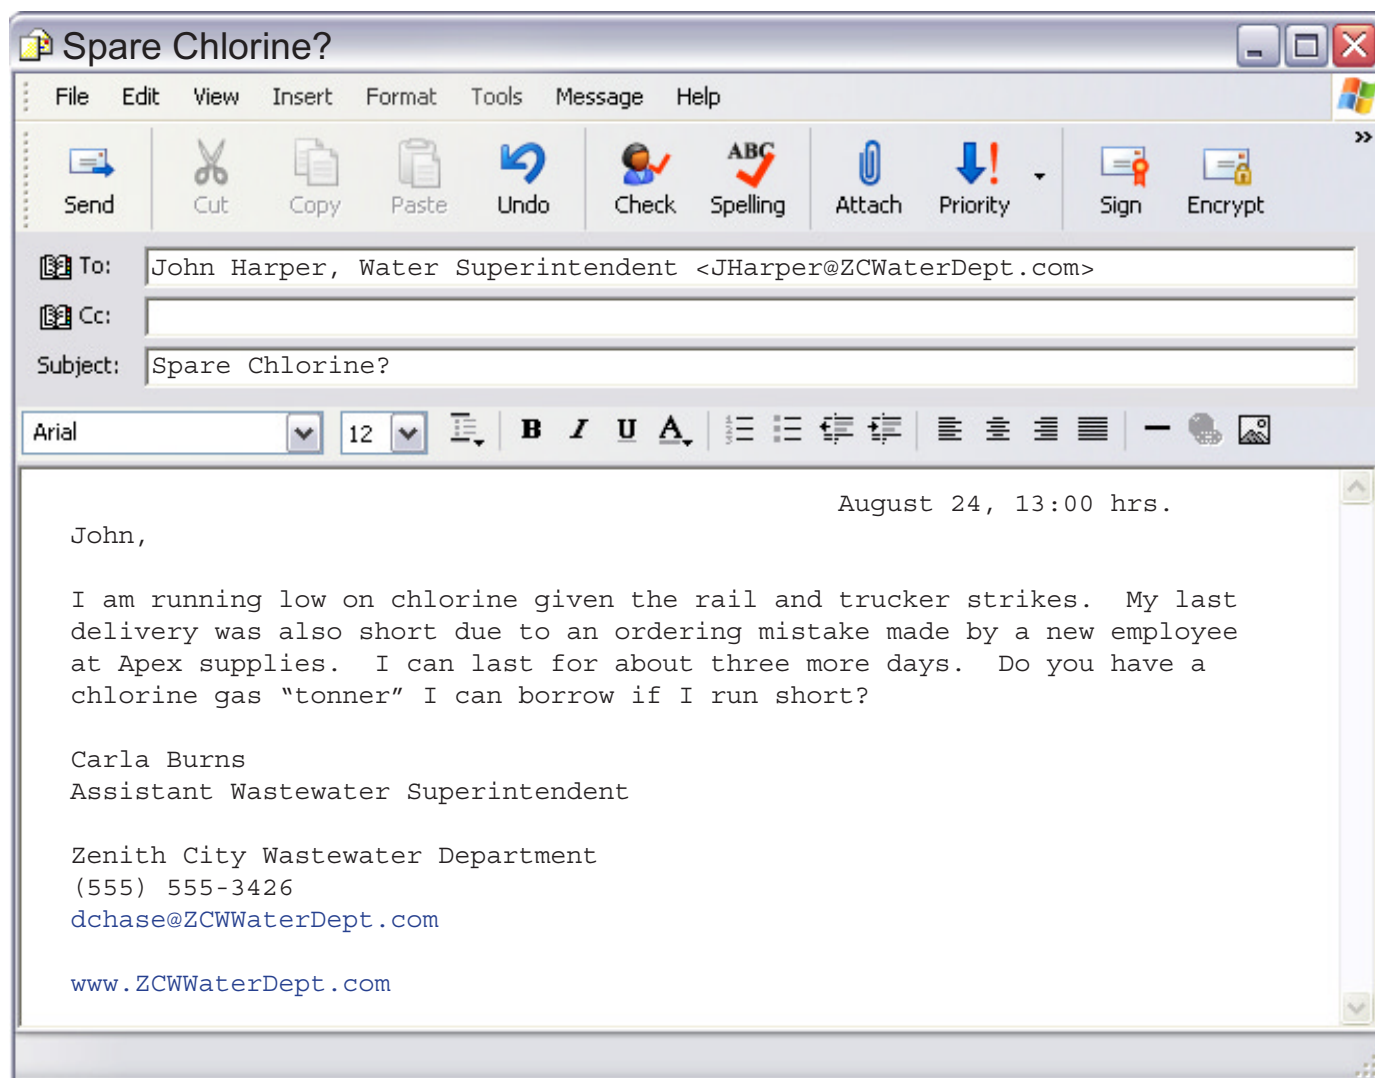 Spare Chlorine?
File Edit View Insert Format Tools Message Help
Send Cut Copy Paste Undo Check ABC Spelling Attach Priority Sign Encrypt
To: John Harper, Water Superintendent <JHarper@ZCWaterDept.com>
Cc:
Subject: Spare Chlorine?
Arial 12 B I U A
August 24, 13:00 hrs.
John,
I am running low on chlorine given the rail and trucker strikes. My last
delivery was also short due to an ordering mistake made by a new employee
at Apex supplies. I can last for about three more days. Do you have a
chlorine gas “tonner” I can borrow if I run short?
Carla Burns
Assistant Wastewater Superintendent
Zenith City Wastewater Department
(555) 555-3426
dchase@ZCWWaterDept.com
www.ZCWWaterDept.com